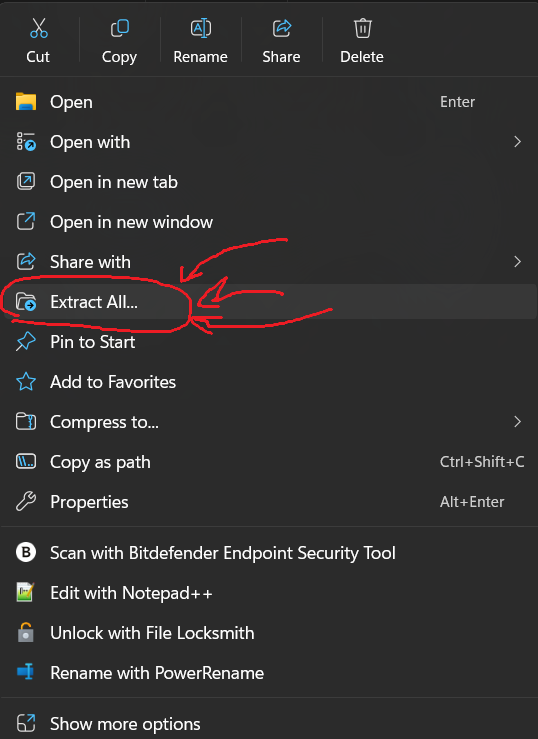 Cut Copy Rename Share Delete
Open Enter
Open with
Open in new tab
Open in new window
Share with
Extract All...
Pin to Start
Add to Favorites
Compress to...
Copy as path Ctrl+Shift+C
Properties Alt+Enter
B Scan with Bitdefender Endpoint Security Tool
Edit with Notepad++
Unlock with File Locksmith
Rename with PowerRename
Show more options